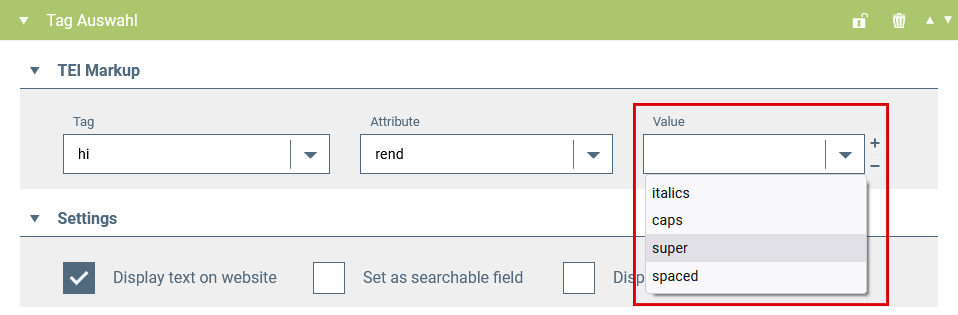 Tag Auswahl
TEI Markup
Tag Attribute Value
hi rend
+
−
italics
caps
super
spaced
Settings
Display text on website Set as searchable field Disp